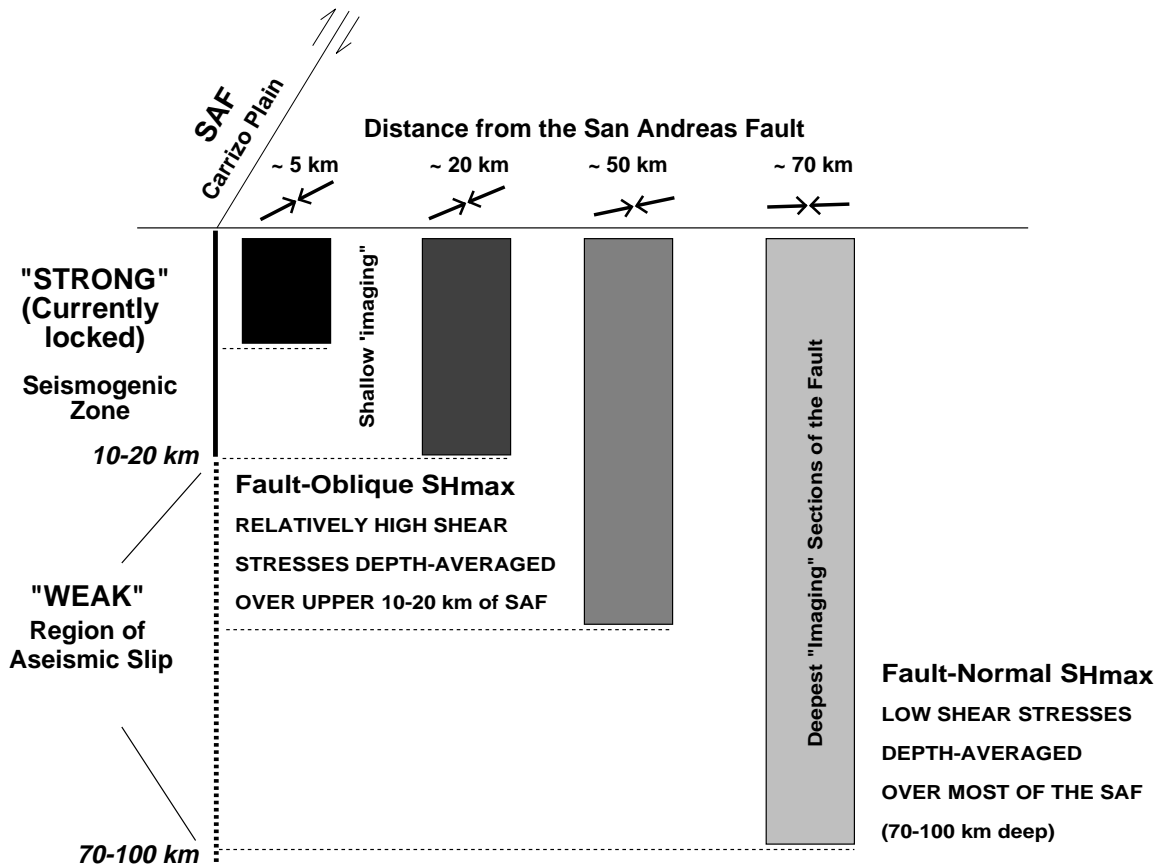 SAF
Carrizo Plain
Distance from the San Andreas Fault
~ 5 km
~ 20 km
~ 50 km
~ 70 km
"STRONG"
(Currently
locked)
Seismogenic
Zone
10-20 km
Shallow 'imaging"
Fault-Oblique SHmax
RELATIVELY HIGH SHEAR
STRESSES DEPTH-AVERAGED
OVER UPPER 10-20 km of SAF
"WEAK"
Region of
Aseismic Slip
70-100 km
Deepest "Imaging" Sections of the Fault
Fault-Normal SHmax
LOW SHEAR STRESSES
DEPTH-AVERAGED
OVER MOST OF THE SAF
(70-100 km deep)